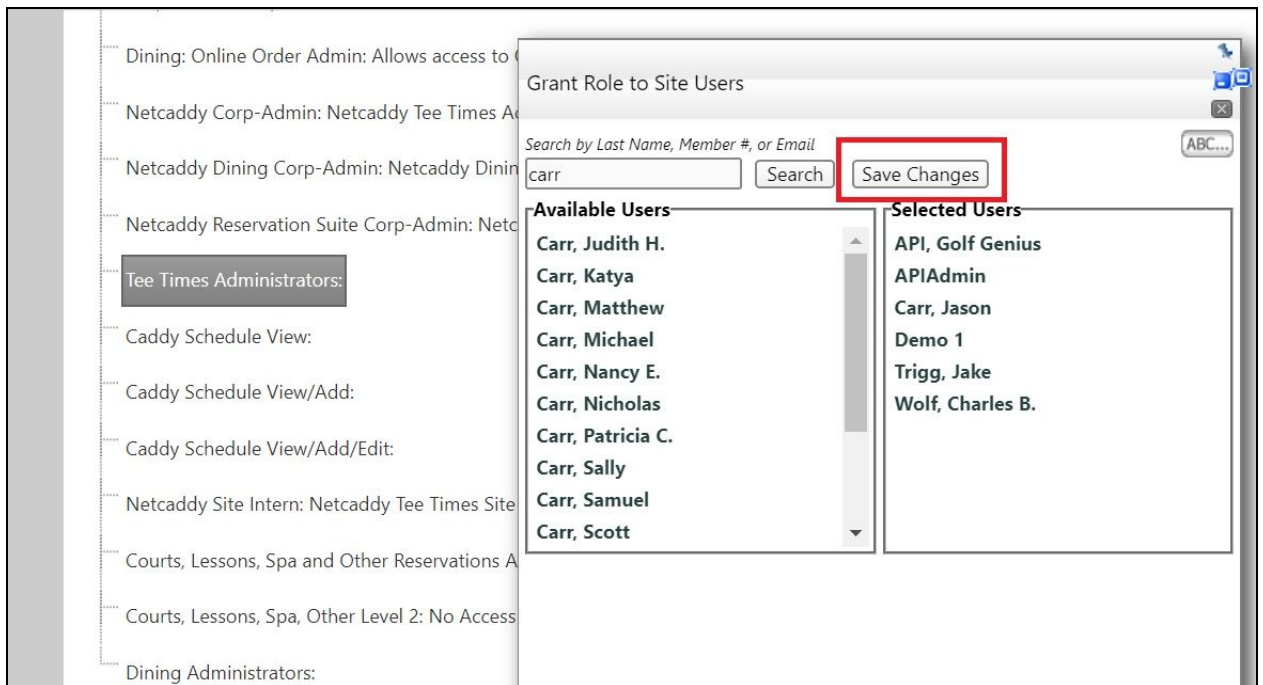 Dining: Online Order Admin: Allows access to
Netcaddy Corp-Admin: Netcaddy Tee Times
Netcaddy Dining Corp-Admin: Netcaddy
Netcaddy Reservation Suite Corp-Admin:
Tee Times Administrators:
Caddy Schedule View:
Caddy Schedule View/Add:
Caddy Schedule View/Add/Edit:
Netcaddy Site Intern: Netcaddy Tee Times Site
Courts, Lessons, Spa and Other Reservations
Courts, Lessons, Spa, Other Level 2: No Access
Dining Administrators:
Grant Role to Site Users
Search by Last Name, Member #, or Email
ABC...
carr Search Save Changes
Available Users
Carr, Judith H.
Carr, Katya
Carr, Matthew
Carr, Michael
Carr, Nancy E.
Carr, Nicholas
Carr, Patricia C.
Carr, Sally
Carr, Samuel
Carr, Scott
Selected Users
API, Golf Genius
APIAdmin
Carr, Jason
Demo 1
Trigg, Jake
Wolf, Charles B.